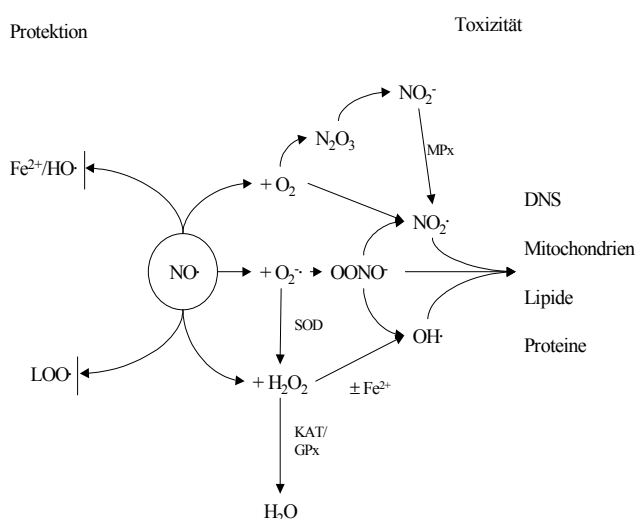 Protektion
Toxizität
NO₂⁻
N₂O₃
MPx
Fe²⁺/HO·
+ O₂
DNS
NO₂·
Mitochondrien
NO·
+ O₂⁻·
OONO⁻
Lipide
SOD
OH·
Proteine
LOO·
+ H₂O₂
± Fe²⁺
KAT/
GPx
H₂O